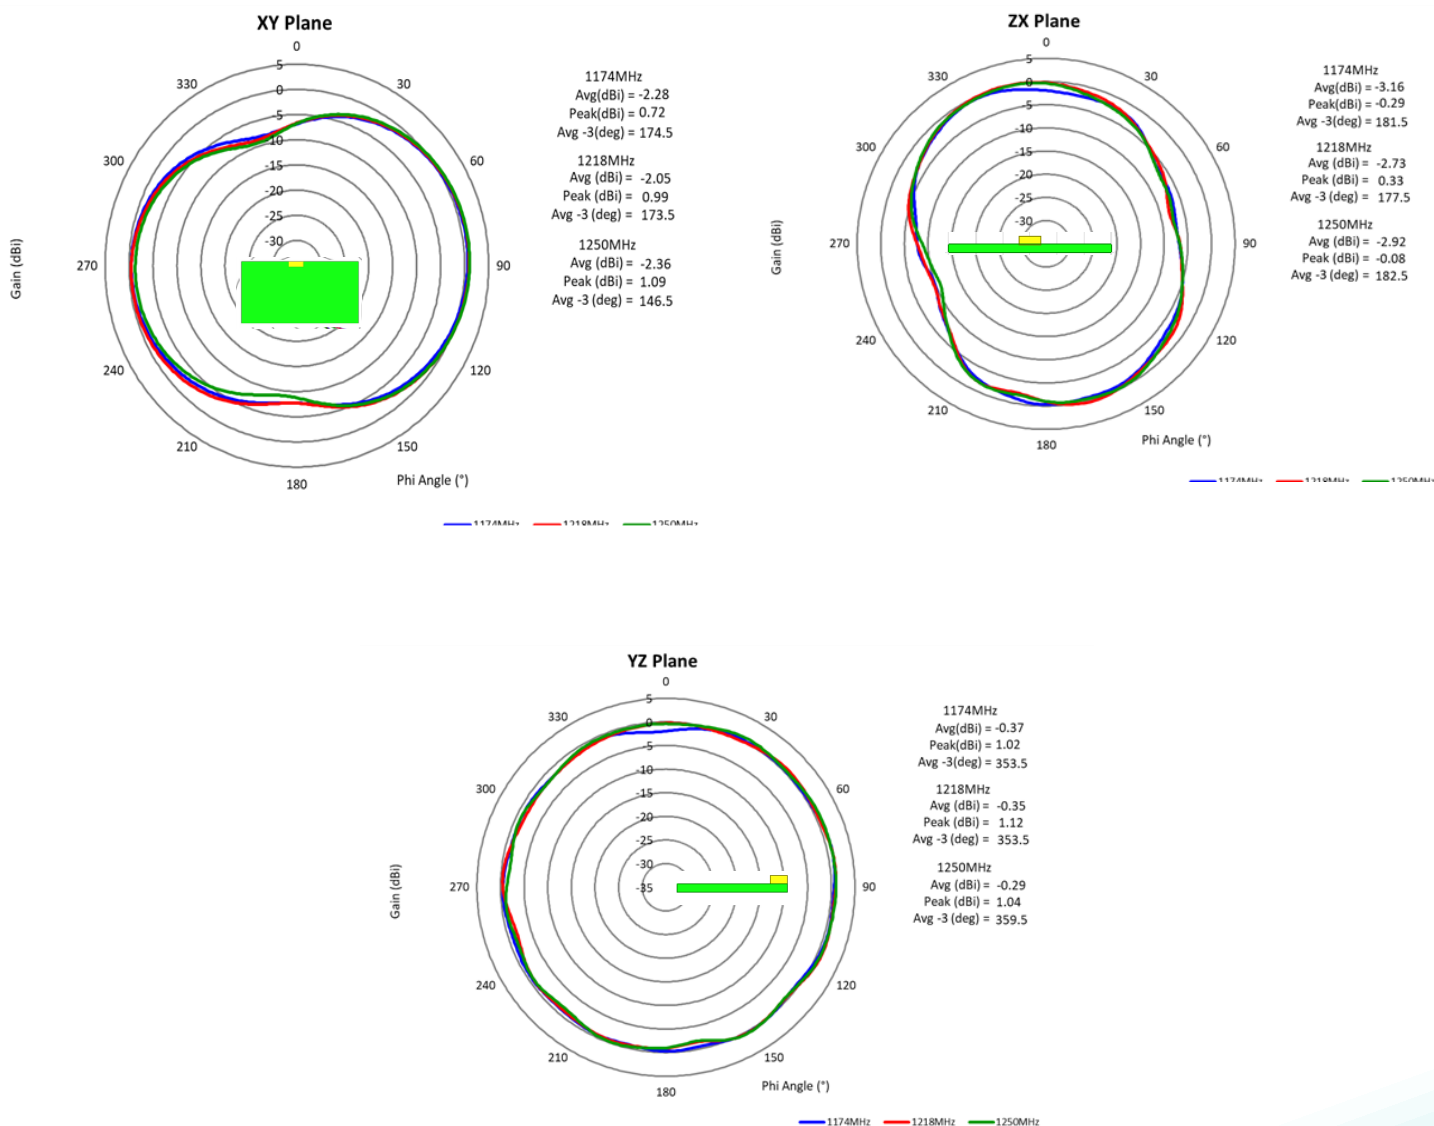 XY Plane
0
5
0
-5
-10
-15
-20
-25
-30
30
60
90
120
150
180
210
240
270
300
330
Gain (dBi)
Phi Angle (°)
1174MHz
Avg(dBi) = -2.28
Peak(dBi) = 0.72
Avg -3(deg) = 174.5
1218MHz
Avg (dBi) = -2.05
Peak (dBi) = 0.99
Avg -3 (deg) = 173.5
1250MHz
Avg (dBi) = -2.36
Peak (dBi) = 1.09
Avg -3 (deg) = 146.5
1174MHz 1218MHz 1250MHz
ZX Plane
0
5
0
-5
-10
-15
-20
-25
-30
30
60
90
120
150
180
210
240
270
300
330
Gain (dBi)
Phi Angle (°)
1174MHz
Avg(dBi) = -3.16
Peak(dBi) = -0.29
Avg -3(deg) = 181.5
1218MHz
Avg (dBi) = -2.73
Peak (dBi) = 0.33
Avg -3 (deg) = 177.5
1250MHz
Avg (dBi) = -2.92
Peak (dBi) = -0.08
Avg -3 (deg) = 182.5
1174MHz 1218MHz 1250MHz
YZ Plane
0
5
0
-5
-10
-15
-20
-25
-30
-35
30
60
90
120
150
180
210
240
270
300
330
Gain (dBi)
Phi Angle (°)
1174MHz
Avg(dBi) = -0.37
Peak(dBi) = 1.02
Avg -3(deg) = 353.5
1218MHz
Avg (dBi) = -0.35
Peak (dBi) = 1.12
Avg -3 (deg) = 353.5
1250MHz
Avg (dBi) = -0.29
Peak (dBi) = 1.04
Avg -3 (deg) = 359.5
1174MHz 1218MHz 1250MHz